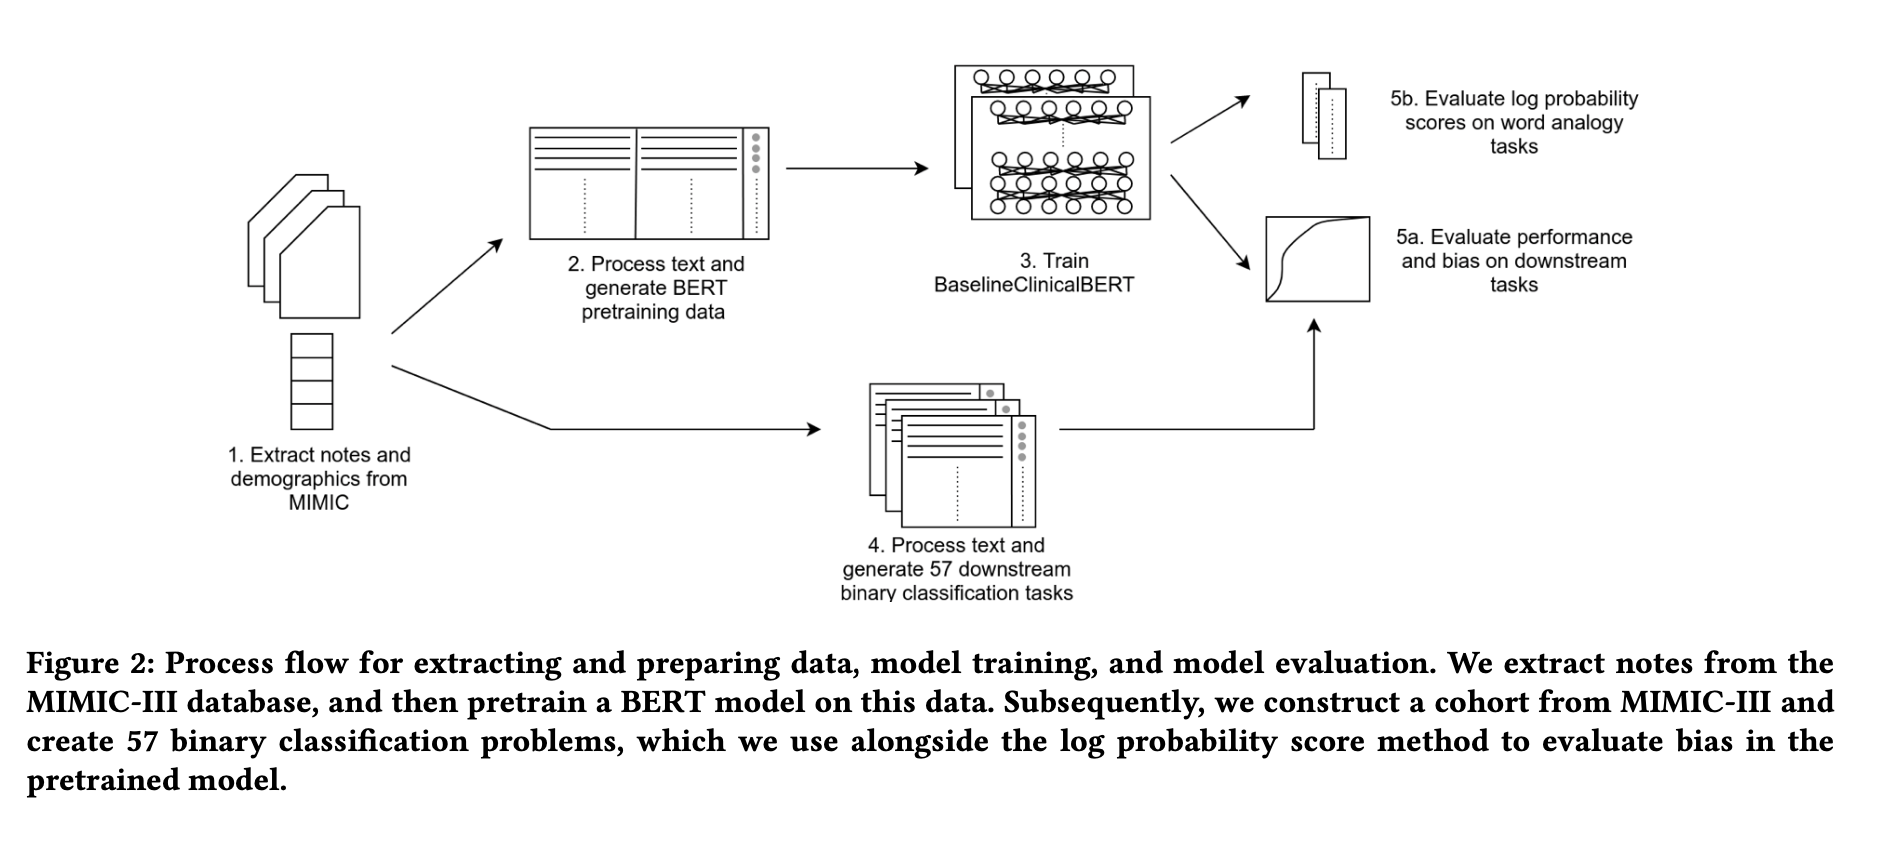 1. Extract notes and
demographics from
MIMIC
2. Process text and
generate BERT
pretraining data
3. Train
BaselineClinicalBERT
4. Process text and
generate 57 downstream
binary classification tasks
5b. Evaluate log probability
scores on word analogy
tasks
5a. Evaluate performance
and bias on downstream
tasks
Figure 2: Process flow for extracting and preparing data, model training, and model evaluation. We extract notes from the
MIMIC-III database, and then pretrain a BERT model on this data. Subsequently, we construct a cohort from MIMIC-III and
create 57 binary classification problems, which we use alongside the log probability score method to evaluate bias in the
pretrained model.